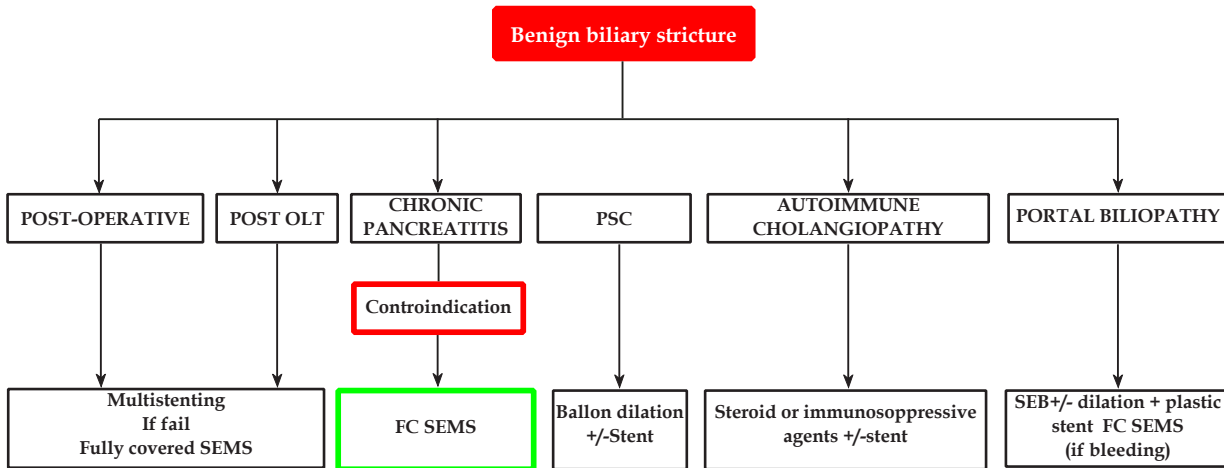 Benign biliary stricture
POST-OPERATIVE
POST OLT
CHRONIC
PANCREATITIS
PSC
AUTOIMMUNE
CHOLANGIOPATHY
PORTAL BILIOPATHY
Controindication
Multistenting
If fail
Fully covered SEMS
FC SEMS
Ballon dilation
+/-Stent
Steroid or immunosoppressive
agents +/-stent
SEB+/- dilation + plastic
stent FC SEMS
(if bleeding)